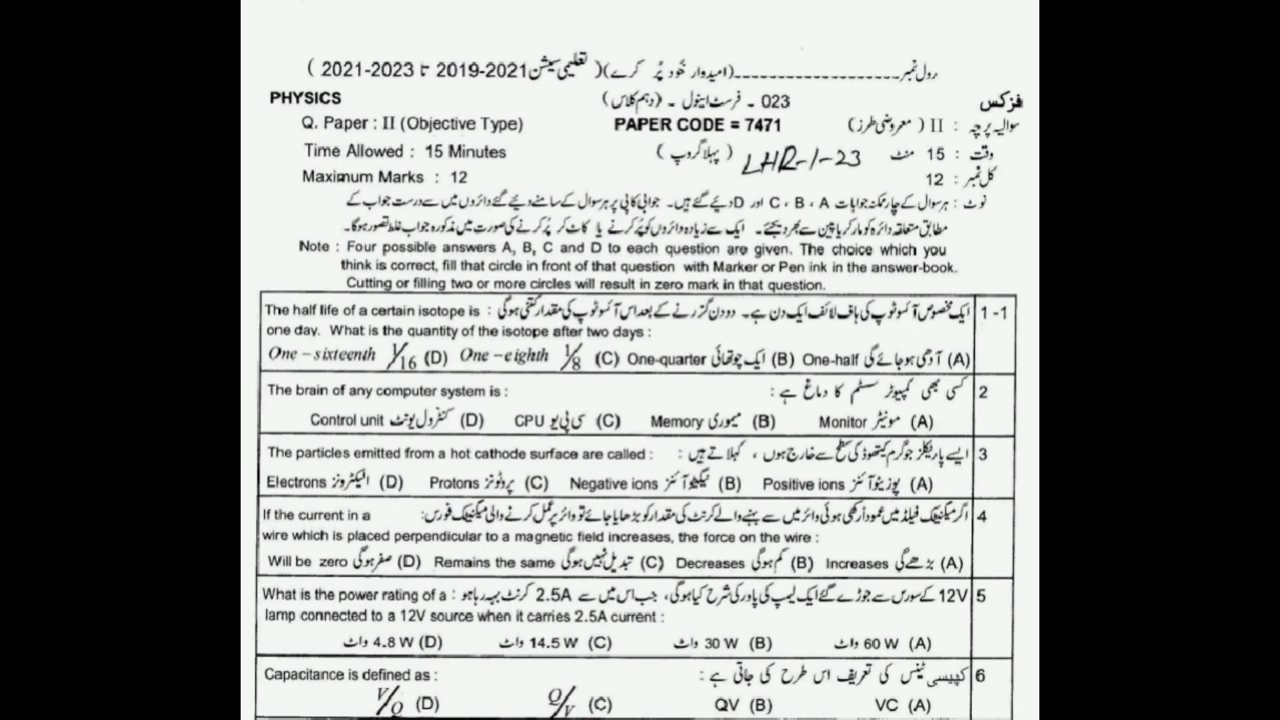 رول نمبر ـــــــــــــــــــــــــــــ (امیدوار خود پُر کرے) (تعلیمی سیشن 2021-2019 تا 2023-2021)
PHYSICS 023 - فرسٹ اینول - (دہم کلاس) فزکس
Q. Paper : II (Objective Type) PAPER CODE = 7471 سوالیہ پرچہ : II (معروضی طرز)
Time Allowed : 15 Minutes (پہلا گروپ) LHR-1-23 وقت : 15 منٹ
Maximum Marks : 12 کل نمبر : 12
نوٹ : ہر سوال کے چار ممکنہ جوابات A ، B ، C اور D دیئے گئے ہیں۔ جوابی کاپی پر ہر سوال کے سامنے دیئے گئے دائروں میں سے درست جواب کے
مطابق متعلقہ دائرہ کو مارکر یا پین سے بھر دیجئے۔ ایک سے زیادہ دائروں کو پُر کرنے یا کاٹ کر پُر کرنے کی صورت میں مذکورہ جواب غلط تصور ہوگا۔
Note : Four possible answers A, B, C and D to each question are given. The choice which you
think is correct, fill that circle in front of that question with Marker or Pen ink in the answer-book.
Cutting or filling two or more circles will result in zero mark in that question.
1-1 ایک مخصوص آئسوٹوپ کی ہاف لائف ایک دن ہے۔ دو دن گزرنے کے بعد اس آئسوٹوپ کی مقدار کتنی ہوگی : The half life of a certain isotope is
one day. What is the quantity of the isotope after two days :
(A) آدھی ہو جائے گی One-half (B) ایک چوتھائی One-quarter (C) 1/8 One-eighth (D) 1/16 One-sixteenth
2 کسی بھی کمپیوٹر سسٹم کا دماغ ہے : The brain of any computer system is :
(A) مونیٹر Monitor (B) میموری Memory (C) سی پی یو CPU (D) کنٹرول یونٹ Control unit
3 ایسے پارٹیکلز جو گرم کیتھوڈ کی سطح سے خارج ہوں ، کہلاتے ہیں : The particles emitted from a hot cathode surface are called :
(A) پوزیٹو آئنز Positive ions (B) نیگیٹو آئنز Negative ions (C) پروٹونز Protons (D) الیکٹرونز Electrons
4 اگر میگنیٹک فیلڈ میں عموداً رکھی ہوئی وائر میں سے بہنے والے کرنٹ کی مقدار کو بڑھایا جائے تو وائر پر عمل کرنے والی میگنیٹک فورس: If the current in a
wire which is placed perpendicular to a magnetic field increases, the force on the wire :
(A) بڑھے گی Increases (B) کم ہوگی Decreases (C) تبدیل نہیں ہوگی Remains the same (D) صفر ہوگی Will be zero
5 12V کے سورس سے جوڑے گئے ایک لیمپ کی پاور کی شرح کیا ہوگی، جب اس میں سے 2.5A کرنٹ بہہ رہا ہو : What is the power rating of a
lamp connected to a 12V source when it carries 2.5A current :
(A) 60 W واٹ (B) 30 W واٹ (C) 14.5 W واٹ (D) 4.8 W واٹ
6 کپیسی ٹینس کی تعریف اس طرح کی جاتی ہے : Capacitance is defined as :
(A) VC (B) QV (C) Q/V (D) V/Q